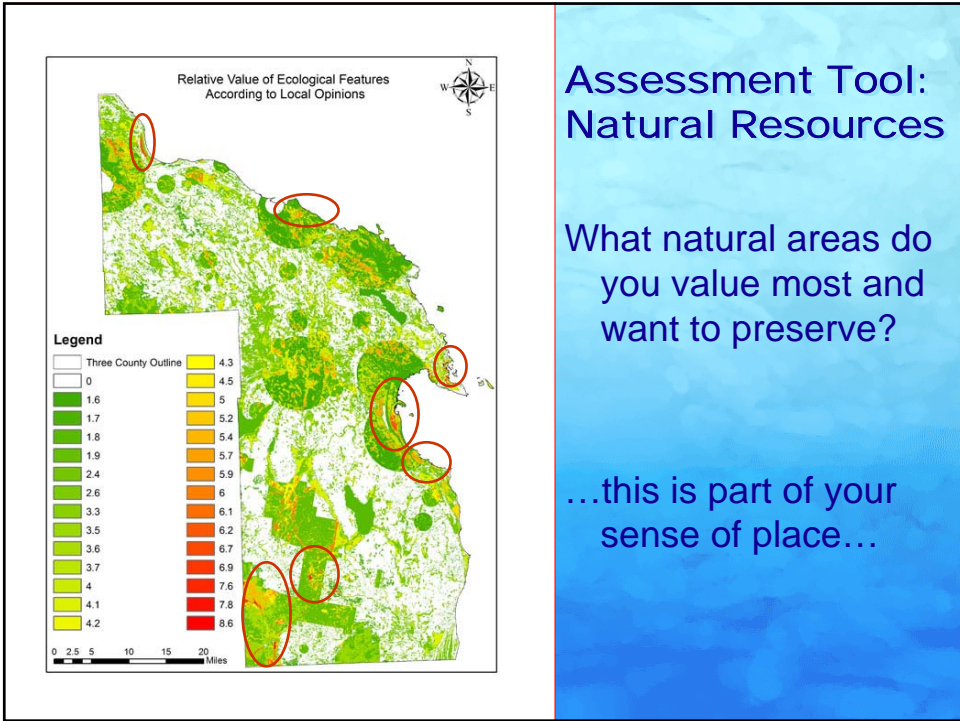 Relative Value of Ecological Features
According to Local Opinions
N
W
E
S
Legend
Three County Outline
0
1.6
1.7
1.8
1.9
2.4
2.6
3.3
3.5
3.6
3.7
4
4.1
4.2
4.3
4.5
5
5.2
5.4
5.7
5.9
6
6.1
6.2
6.7
6.9
7.6
7.8
8.6
0 2.5 5 10 15 20
Miles
Assessment Tool:
Natural Resources
What natural areas do
you value most and
want to preserve?
…this is part of your
sense of place…